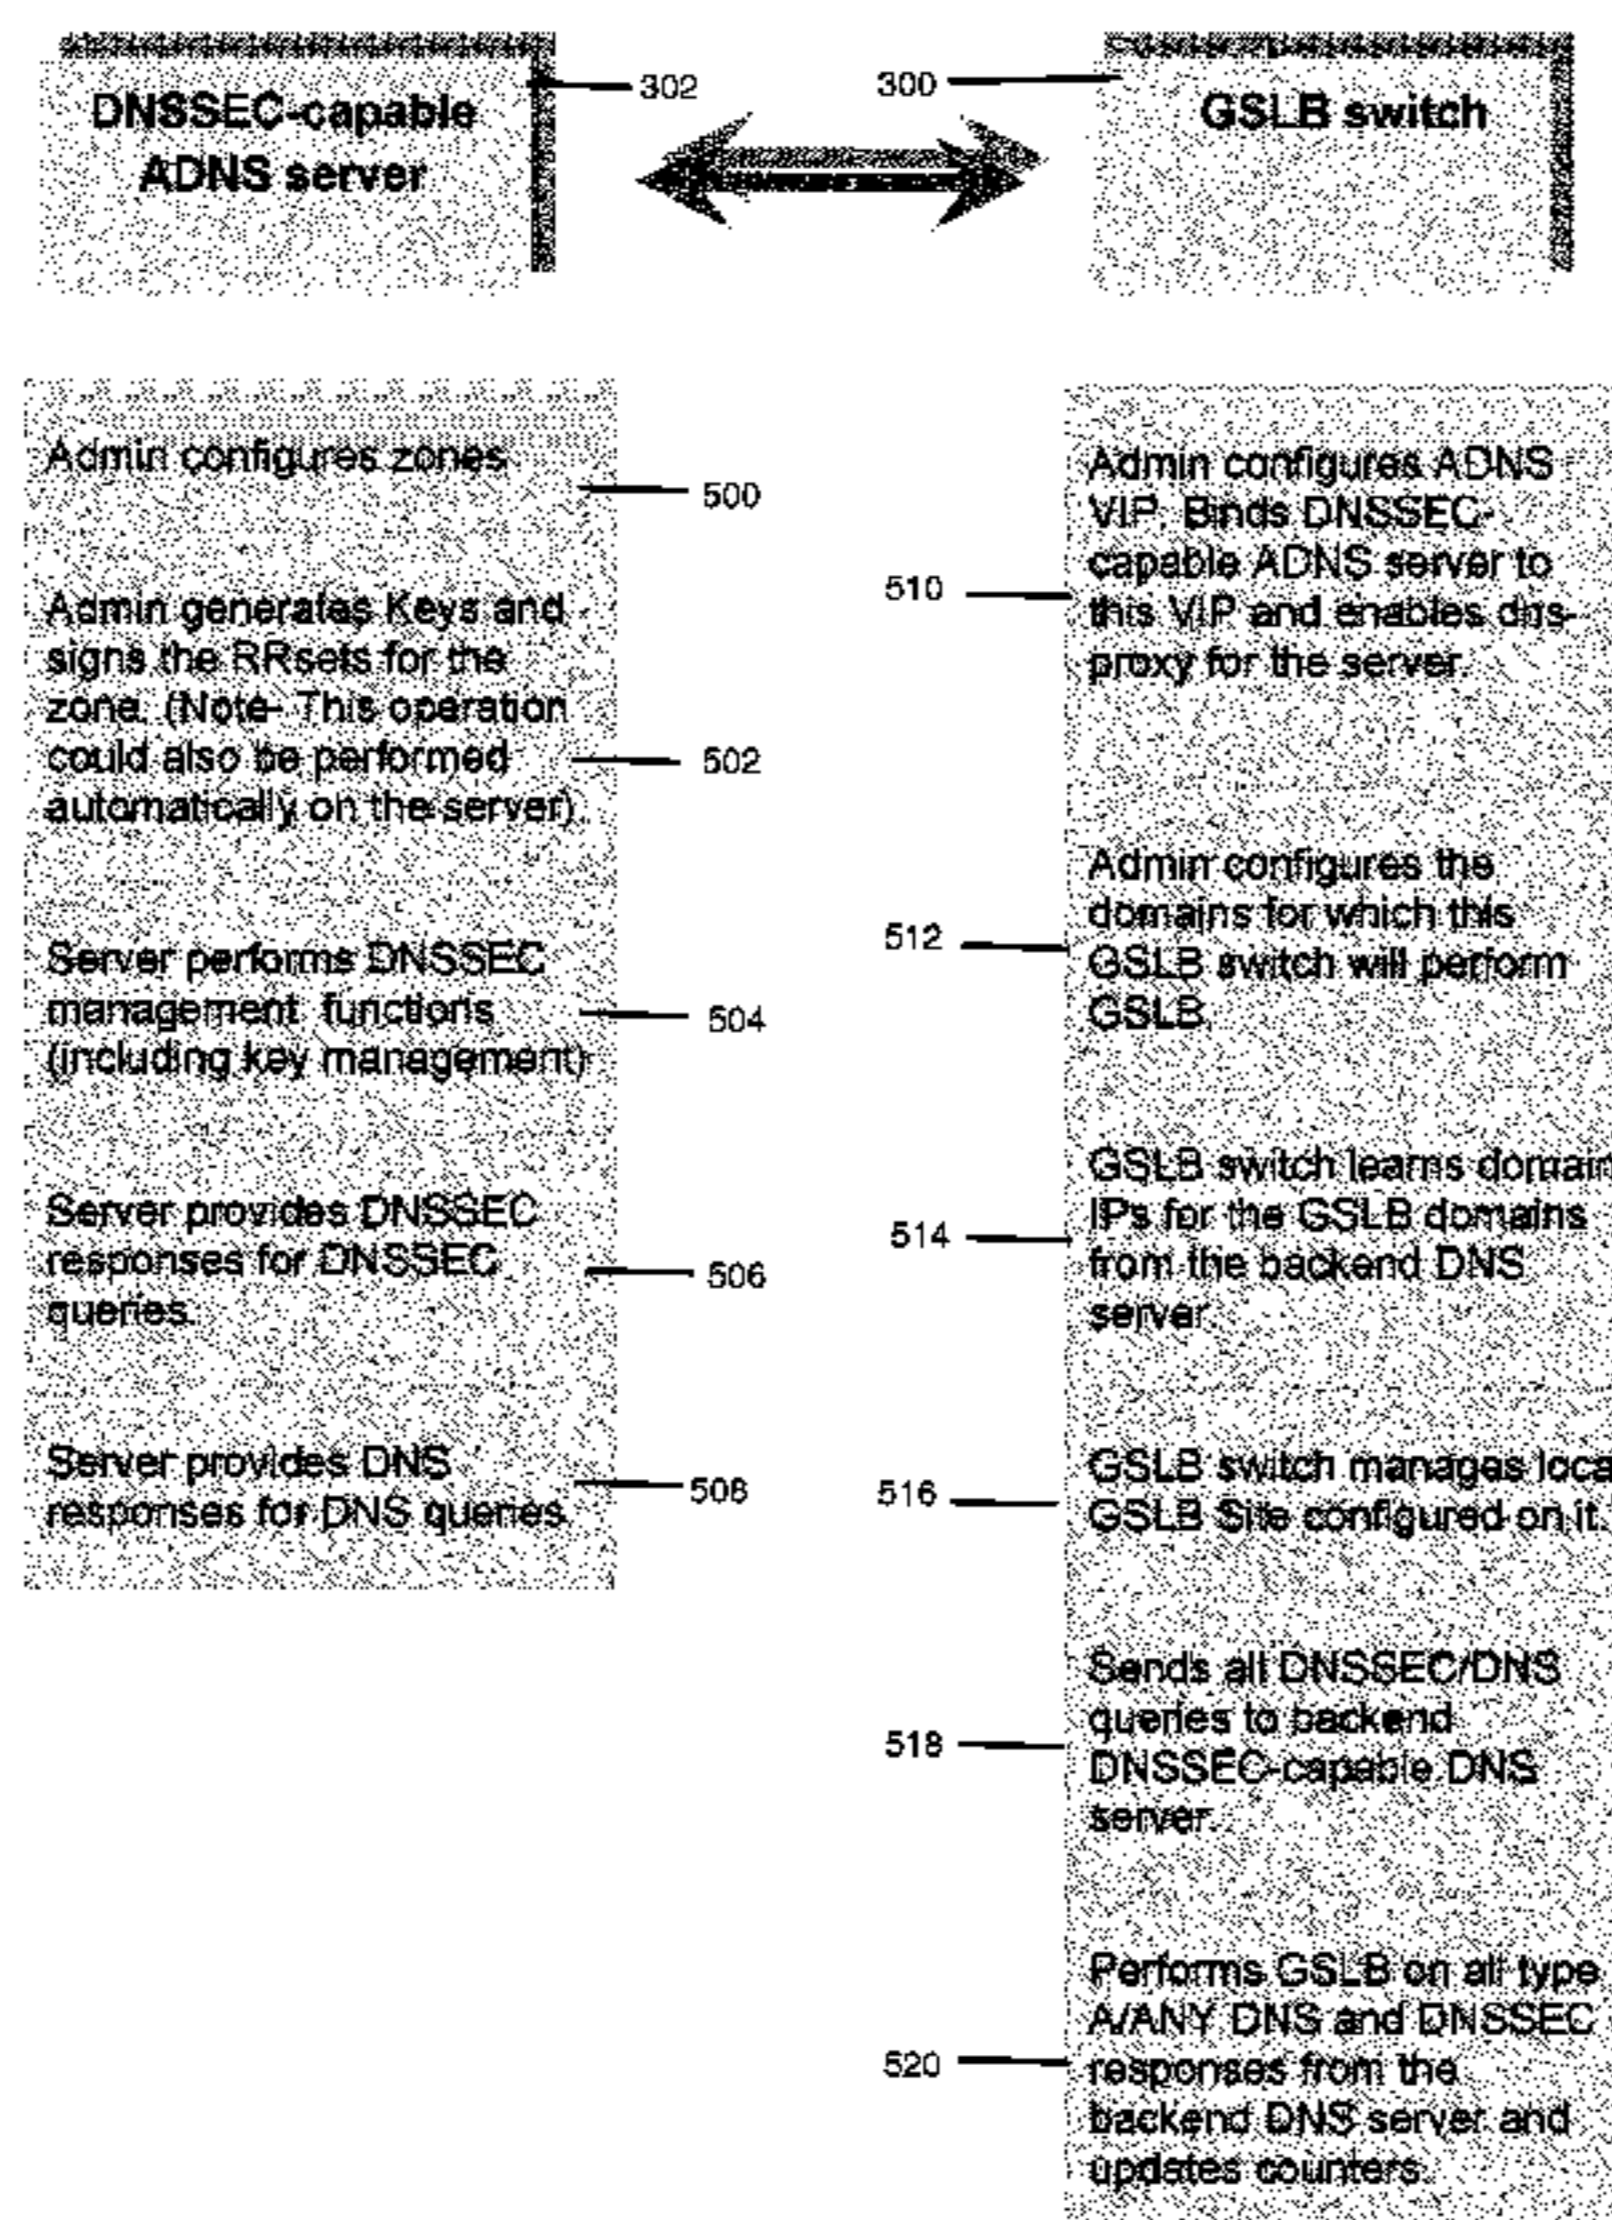 DNSSEC-capable
ADNS server
302
300
GSLB switch
Admin configures zones
500
Admin generates Keys and
signs the RRsets for the
zone. (Note- This operation
could also be performed
automatically on the server).
502
Server performs DNSSEC
management functions
(including key management)
504
Server provides DNSSEC
responses for DNSSEC
queries.
506
Server provides DNS
responses for DNS queries
508
Admin configures ADNS
VIP. Binds DNSSEC-
capable ADNS server to
this VIP and enables dns-
proxy for the server.
510
Admin configures the
domains for which this
GSLB switch will perform
GSLB.
512
GSLB switch learns domain
IPs for the GSLB domains
from the backend DNS
server.
514
GSLB switch manages loca
GSLB Site configured on it.
516
Sends all DNSSEC/DNS
queries to backend
DNSSEC-capable DNS
server.
518
Performs GSLB on all type
A/ANY DNS and DNSSEC
responses from the
backend DNS server and
updates counters.
520